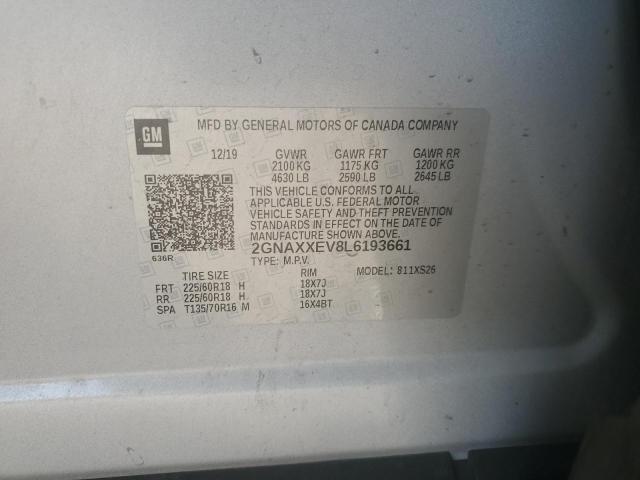 GM
MFD BY GENERAL MOTORS OF CANADA COMPANY
12/19 GVWR GAWR FRT GAWR RR
2100 KG 1175 KG 1200 KG
4630 LB 2590 LB 2645 LB
THIS VEHICLE CONFORMS TO ALL
APPLICABLE U.S. FEDERAL MOTOR
VEHICLE SAFETY AND THEFT PREVENTION
STANDARDS IN EFFECT ON THE DATE OF
MANUFACTURE SHOWN ABOVE.
2GNAXXEV8L6193661
636R
TYPE: M.P.V. MODEL: 811XS26
TIRE SIZE RIM
FRT 225/60R18 H 18X7J
RR 225/60R18 H 18X7J
SPA T135/70R16 M 16X4BT